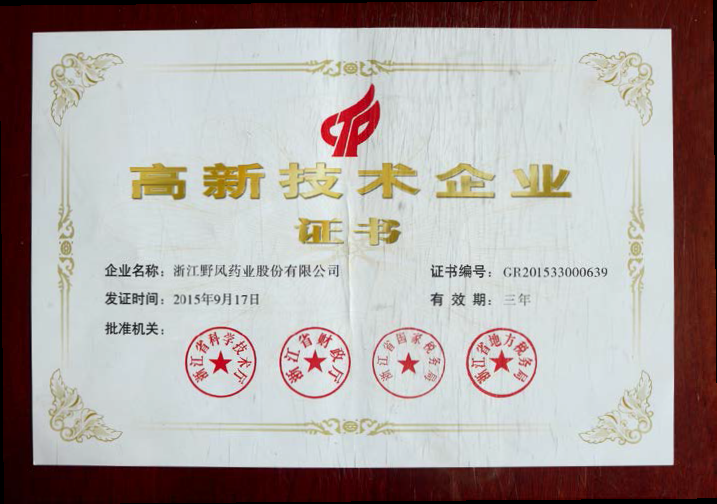 高新技术企业
证书
企业名称：浙江野风药业股份有限公司
证书编号：GR201533000639
发证时间：2015年9月17日
有效期：三年
批准机关：
浙江省科学技术厅
浙江省财政厅
浙江省国家税务局
浙江省地方税务局